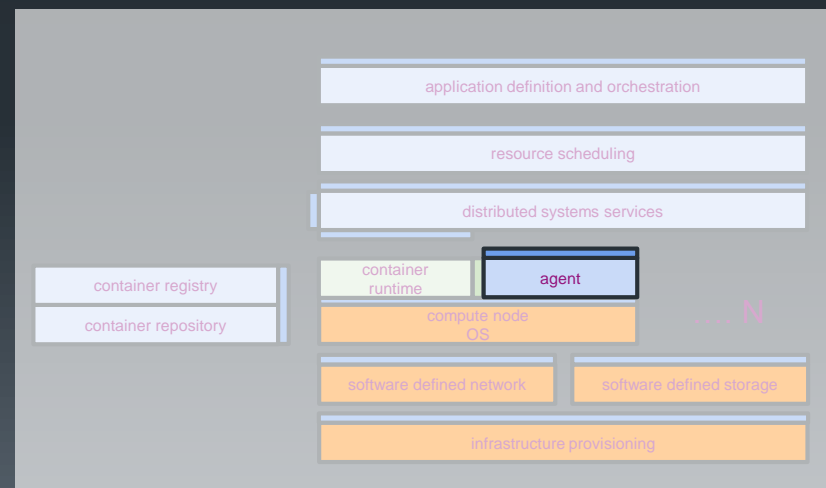 application definition and orchestration
resource scheduling
distributed systems services
container
runtime
agent
container registry
container repository
compute node
OS
.... N
software defined network
software defined storage
infrastructure provisioning